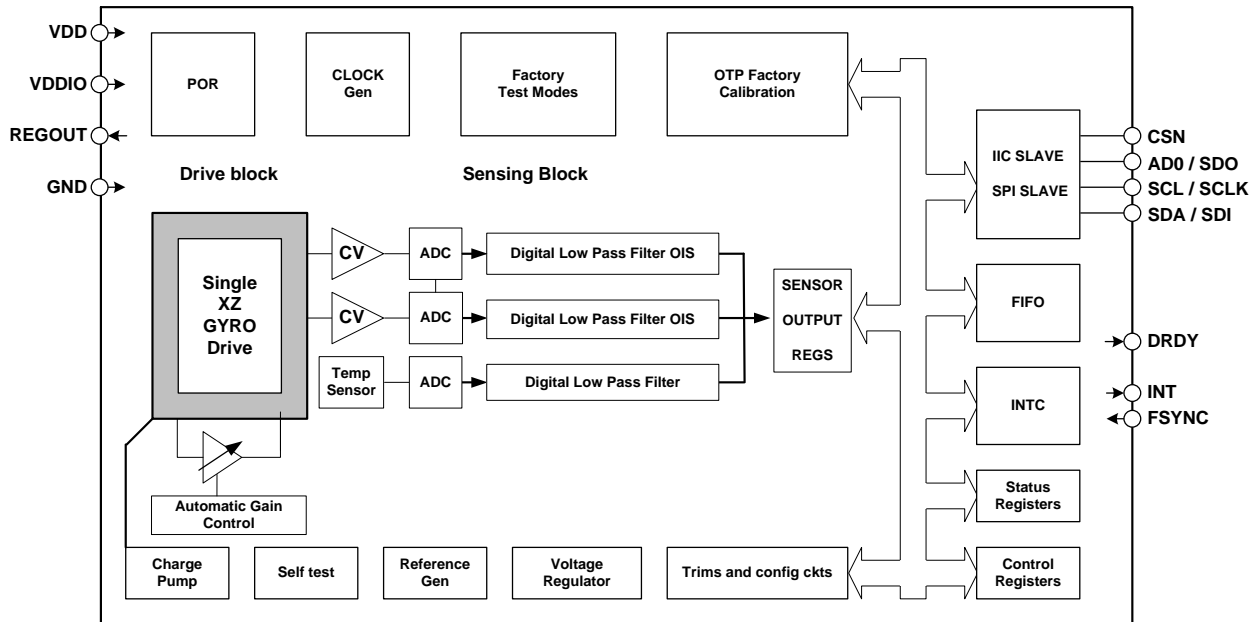 VDD
VDDIO
REGOUT
GND
POR
CLOCK
Gen
Factory
Test Modes
OTP Factory
Calibration
IIC SLAVE
SPI SLAVE
CSN
AD0 / SDO
SCL / SCLK
SDA / SDI
Drive block
Sensing Block
Single
XZ
GYRO
Drive
CV
ADC
Digital Low Pass Filter OIS
CV
ADC
Digital Low Pass Filter OIS
Temp
Sensor
ADC
Digital Low Pass Filter
SENSOR
OUTPUT
REGS
FIFO
DRDY
INTC
INT
FSYNC
Automatic Gain
Control
Status
Registers
Charge
Pump
Self test
Reference
Gen
Voltage
Regulator
Trims and config ckts
Control
Registers